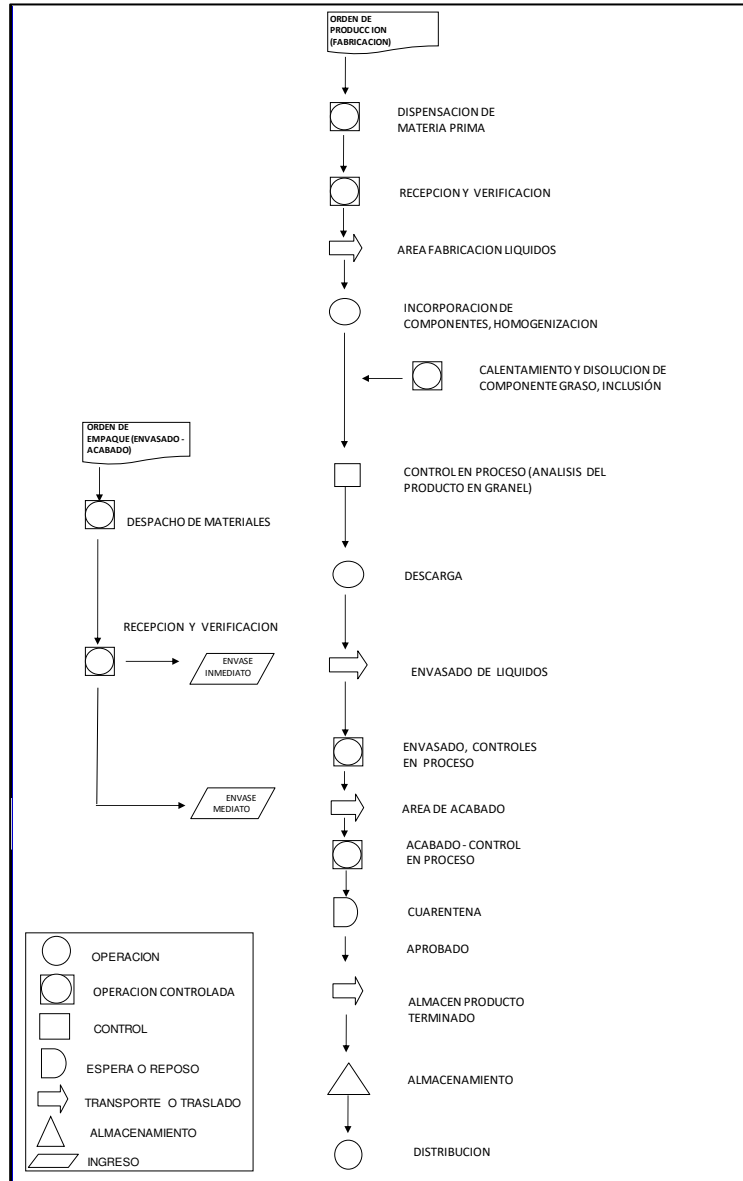 ORDEN DE
PRODUCCION
(FABRICACION)
DISPENSACION DE
MATERIA PRIMA
RECEPCION Y VERIFICACION
AREA FABRICACION LIQUIDOS
INCORPORACION DE
COMPONENTES, HOMOGENIZACION
CALENTAMIENTO Y DISOLUCION DE
COMPONENTE GRASO, INCLUSIÓN
ORDEN DE
EMPAQUE (ENVASADO -
ACABADO)
CONTROL EN PROCESO (ANALISIS DEL
PRODUCTO EN GRANEL)
DESPACHO DE MATERIALES
DESCARGA
RECEPCION Y VERIFICACION
ENVASE
INMEDIATO
ENVASADO DE LIQUIDOS
ENVASADO, CONTROLES
EN PROCESO
ENVASE
MEDIATO
AREA DE ACABADO
ACABADO - CONTROL
EN PROCESO
CUARENTENA
APROBADO
ALMACEN PRODUCTO
TERMINADO
ALMACENAMIENTO
DISTRIBUCION
OPERACION
OPERACION CONTROLADA
CONTROL
ESPERA O REPOSO
TRANSPORTE O TRASLADO
ALMACENAMIENTO
INGRESO